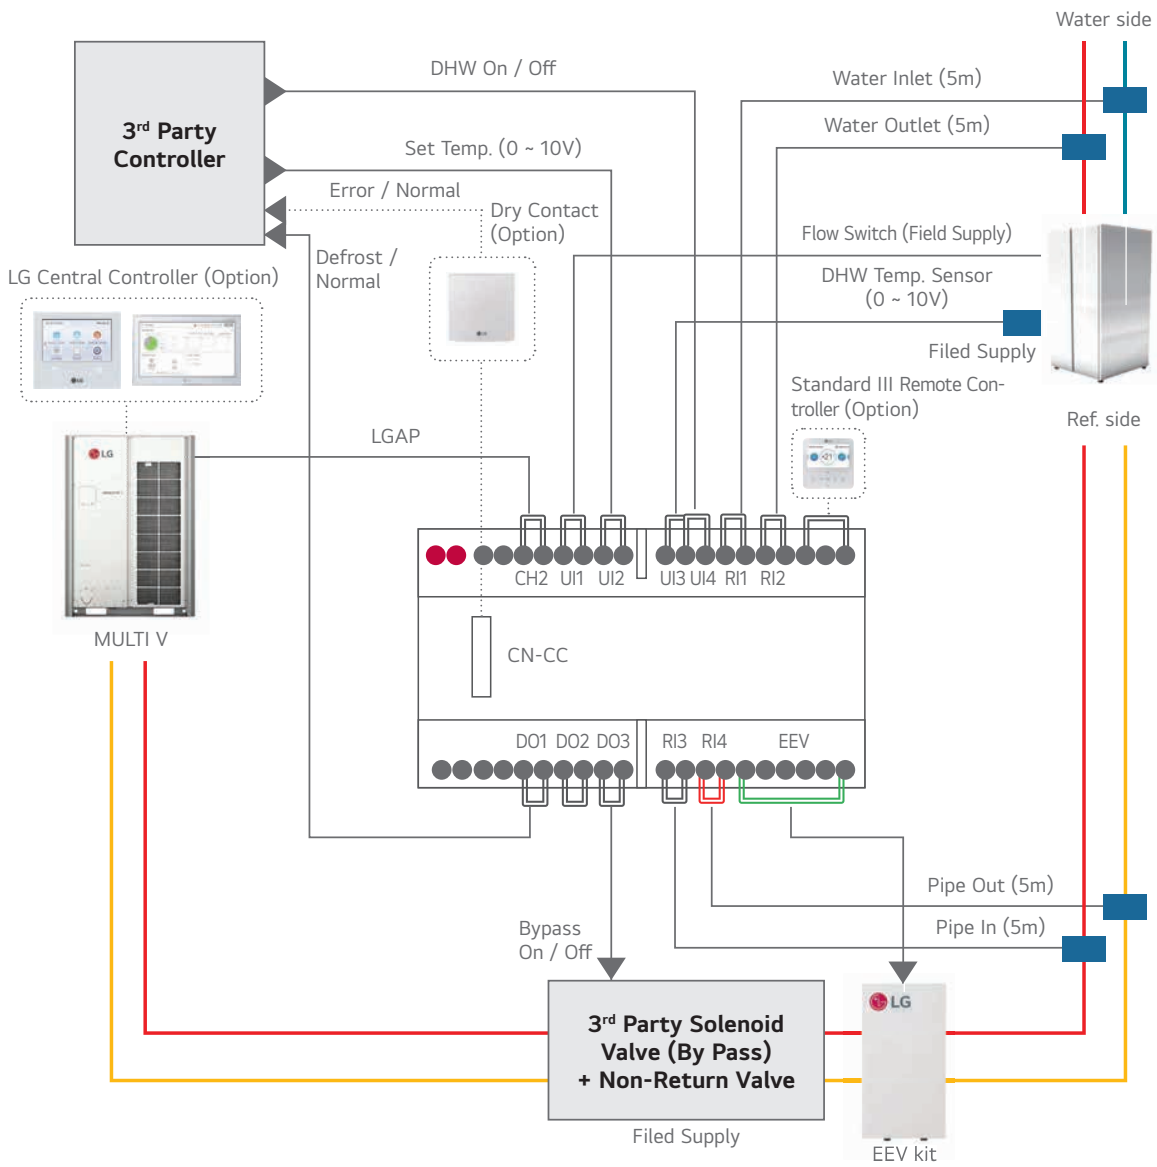 Water side
DHW On / Off
Water Inlet (5m)
3rd Party
Controller
Water Outlet (5m)
Set Temp. (0 ~ 10V)
Error / Normal
Dry Contact
(Option)
Flow Switch (Field Supply)
Defrost /
Normal
LG Central Controller (Option)
DHW Temp. Sensor
(0 ~ 10V)
Filed Supply
LG
Standard III Remote Con-
troller (Option)
Ref. side
LGAP
LG
CH2 UI1 UI2 UI3 UI4 RI1 RI2
MULTI V
CN-CC
DO1 DO2 DO3 RI3 RI4 EEV
Pipe Out (5m)
Pipe In (5m)
Bypass
On / Off
LG
3rd Party Solenoid
Valve (By Pass)
+ Non-Return Valve
Filed Supply
EEV kit